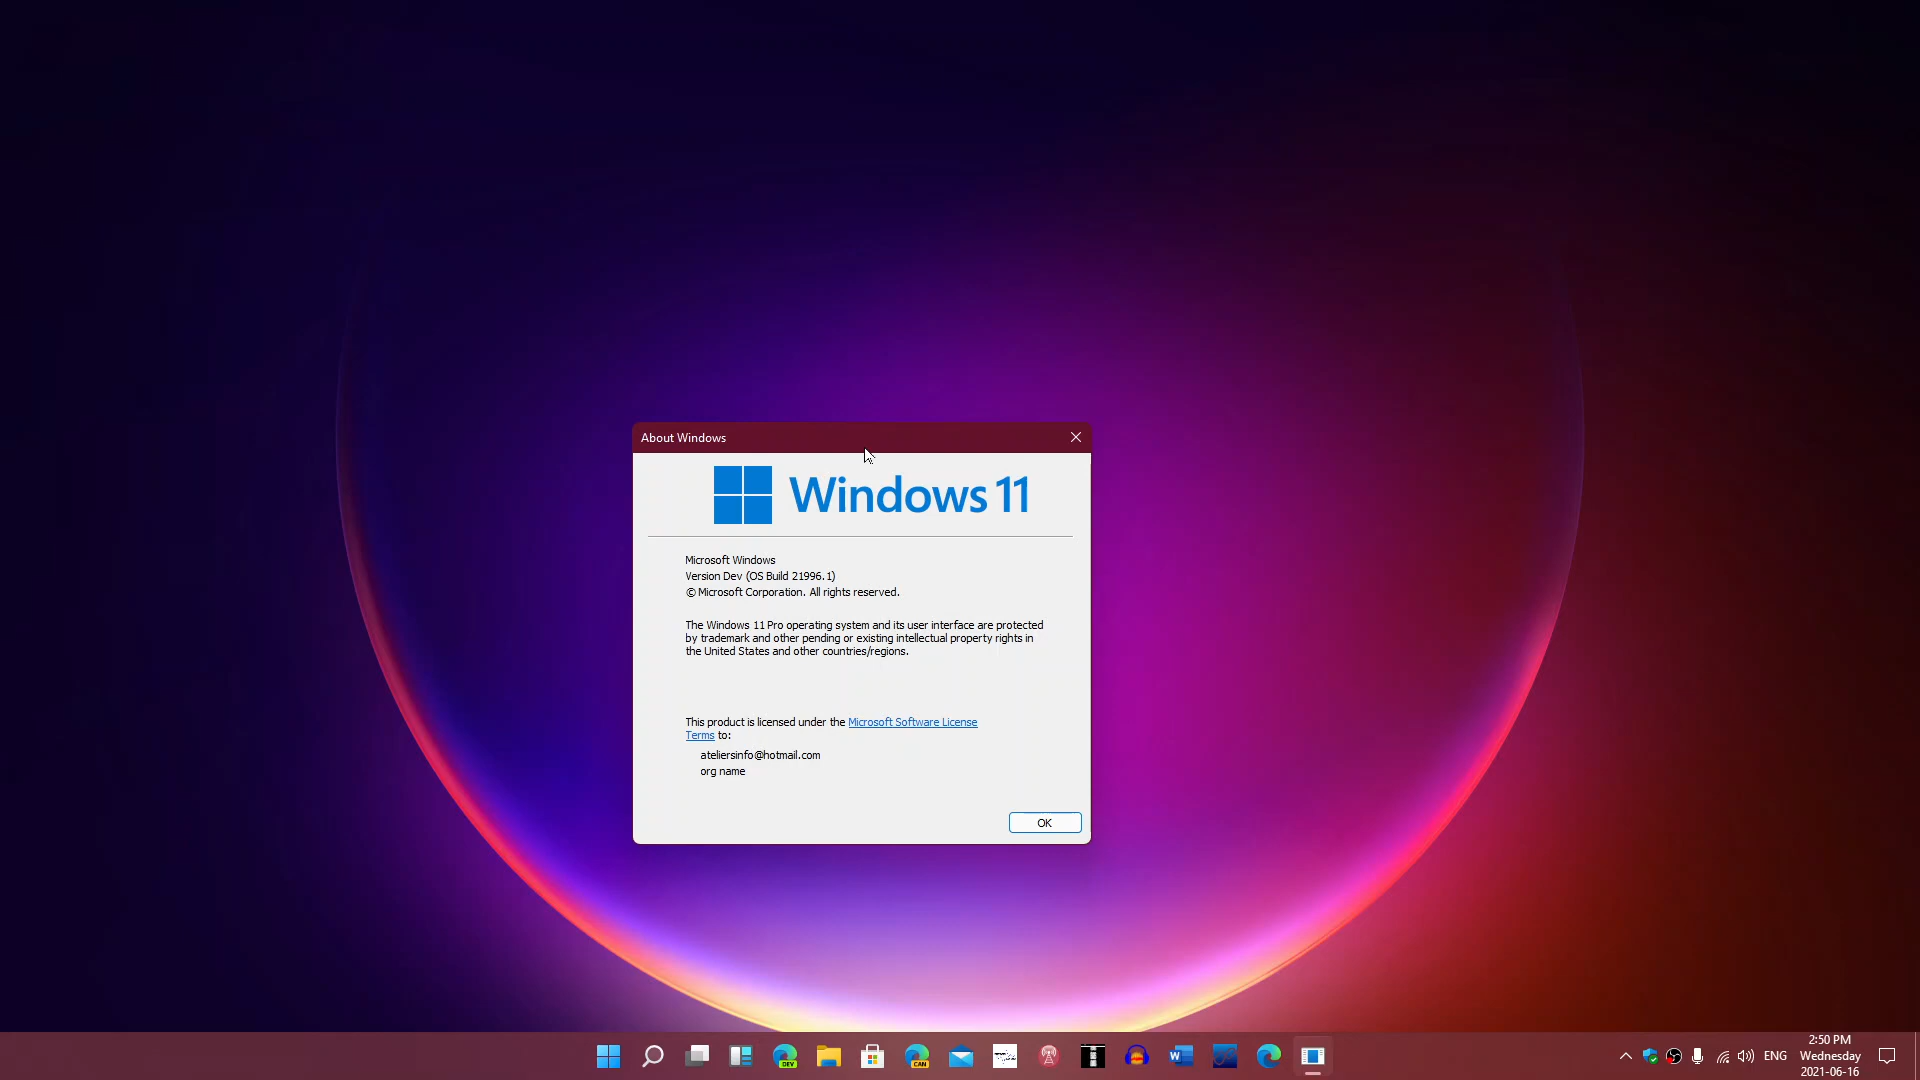 About Windows
Windows 11
Microsoft Windows
Version Dev (OS Build 21996.1)
© Microsoft Corporation. All rights reserved.
The Windows 11 Pro operating system and its user interface are protected
by trademark and other pending or existing intellectual property rights in
the United States and other countries/regions.
This product is licensed under the Microsoft Software License
Terms to:
ateliersinfo@hotmail.com
org name
OK
DEV
CAN
W
ENG
2:50 PM
Wednesday
2021-06-16